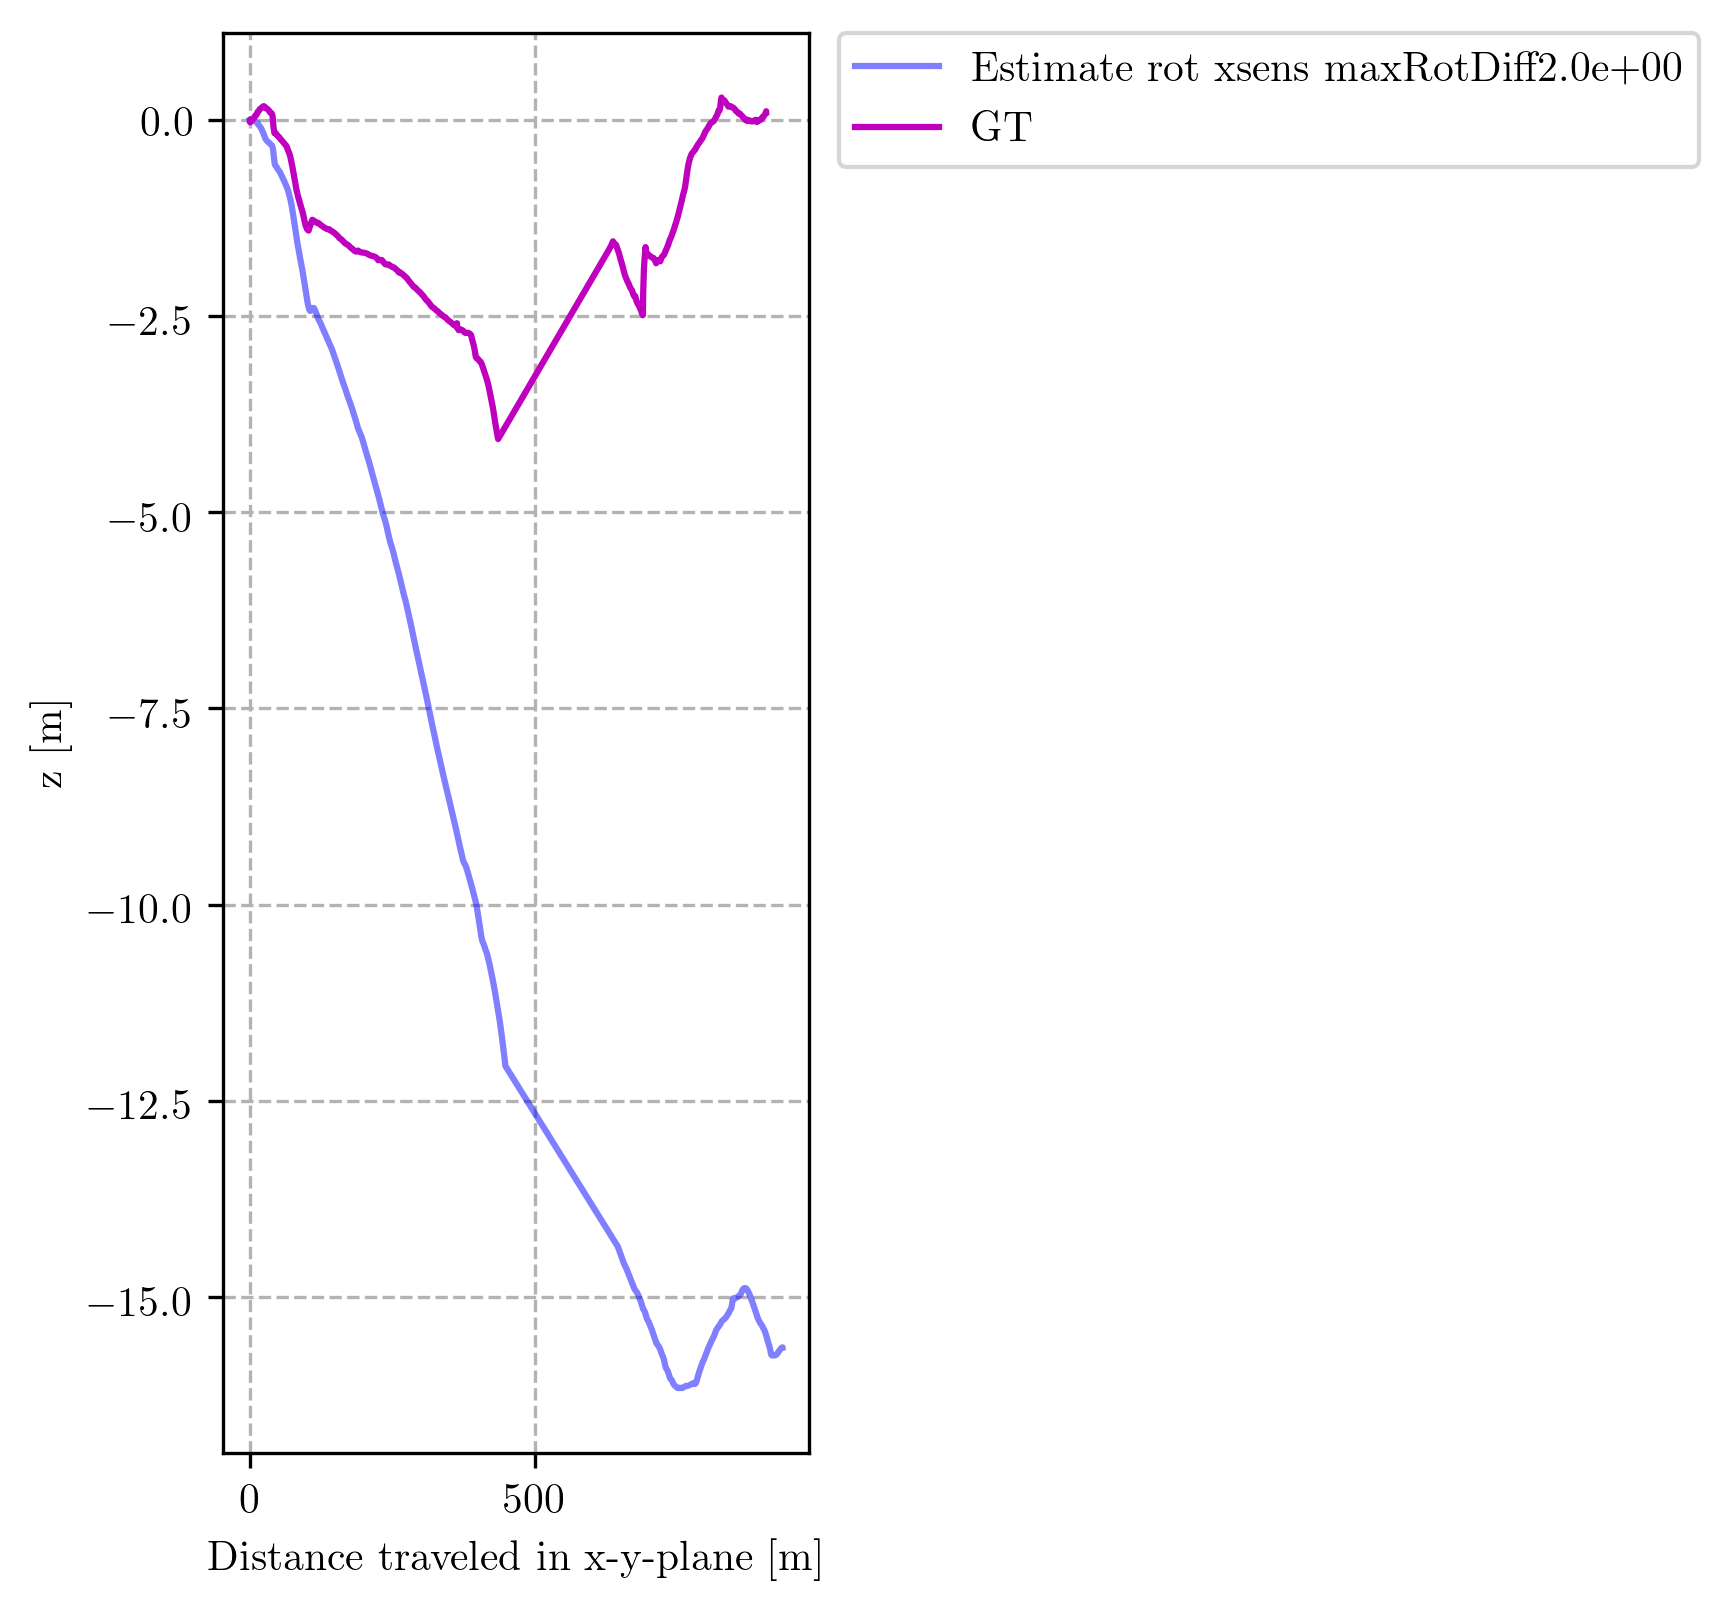 Estimate rot xsens maxRotDiff2.0e+00
GT
0.0
−2.5
−5.0
−7.5
−10.0
−12.5
−15.0
z [m]
0 500
Distance traveled in x-y-plane [m]